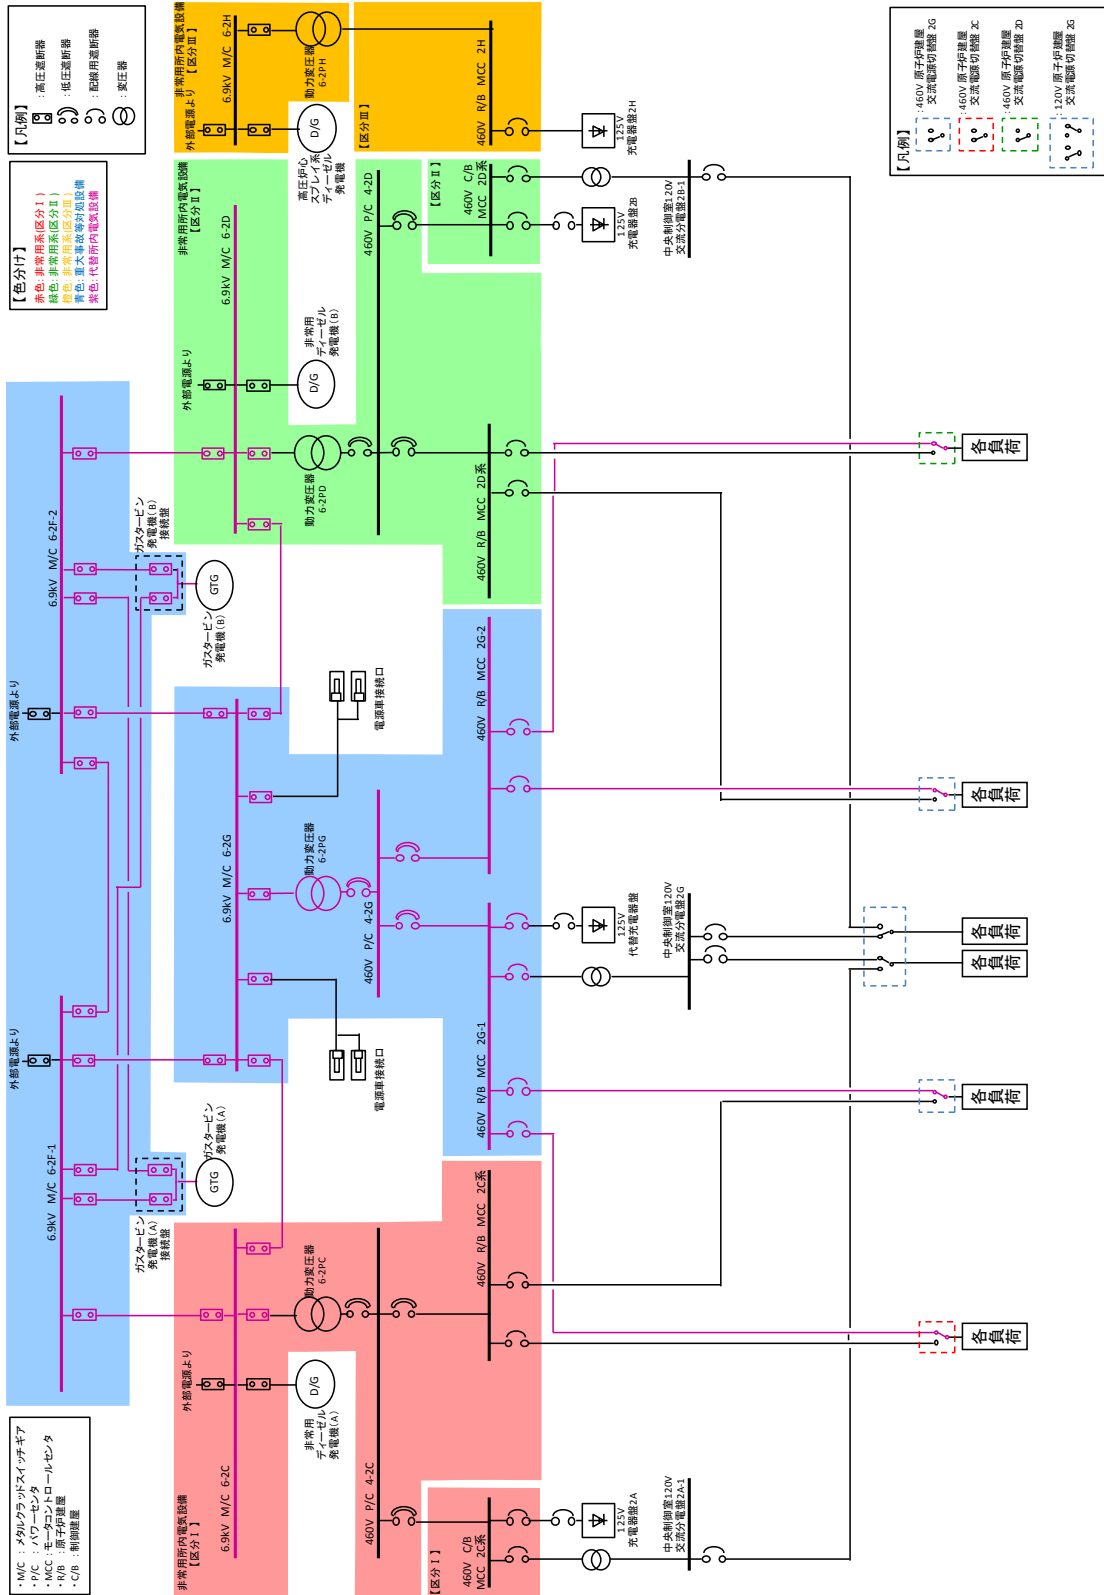 ・M/C ：メタルクラッドスイッチギア
・P/C ：パワーセンタ
・MCC：モータコントロールセンタ
・R/B ：原子炉建屋
・C/B ：制御建屋
【色分け】
赤色：非常用系(区分Ⅰ)
緑色：非常用系(区分Ⅱ)
橙色：非常用系(区分Ⅲ)
青色：重大事故等対処設備
紫色：代替所内電気設備
【凡例】
：高圧遮断器
：低圧遮断器
：配線用遮断器
：変圧器
外部電源より
6.9kV M/C 6-2F-1
外部電源より
6.9kV M/C 6-2F-2
ガスタービン
発電機(A)
接続盤
GTG
ガスタービン
発電機(A)
ガスタービン
発電機(B)
接続盤
GTG
ガスタービン
発電機(B)
非常用所内電気設備
【区分Ⅰ】
外部電源より
6.9kV M/C 6-2C
D/G
非常用
ディーゼル
発電機(A)
動力変圧器
6-2PC
460V P/C 4-2C
【区分Ⅰ】
460V C/B
MCC 2C系
460V R/B MCC 2C系
125V
充電器盤2A
中央制御室120V
交流分電盤2A-1
6.9kV M/C 6-2G
電源車接続口
電源車接続口
動力変圧器
6-2PG
460V P/C 4-2G
460V R/B MCC 2G-1
460V R/B MCC 2G-2
125V
代替充電器盤
中央制御室120V
交流分電盤2G
非常用所内電気設備
【区分Ⅱ】
外部電源より
6.9kV M/C 6-2D
D/G
非常用
ディーゼル
発電機(B)
動力変圧器
6-2PD
460V P/C 4-2D
【区分Ⅱ】
460V C/B
MCC 2D系
460V R/B MCC 2D系
125V
充電器盤2B
中央制御室120V
交流分電盤2B-1
非常用所内電気設備
【区分Ⅲ】
外部電源より
6.9kV M/C 6-2H
D/G
高圧炉心
スプレイ系
ディーゼル
発電機
動力変圧器
6-2PH
【区分Ⅲ】
460V R/B MCC 2H
125V
充電器盤2H
各負荷
各負荷
各負荷
各負荷
各負荷
各負荷
【凡例】
：460V 原子炉建屋
交流電源切替盤 2G
：460V 原子炉建屋
交流電源切替盤 2C
：460V 原子炉建屋
交流電源切替盤 2D
：120V 原子炉建屋
交流電源切替盤 2G